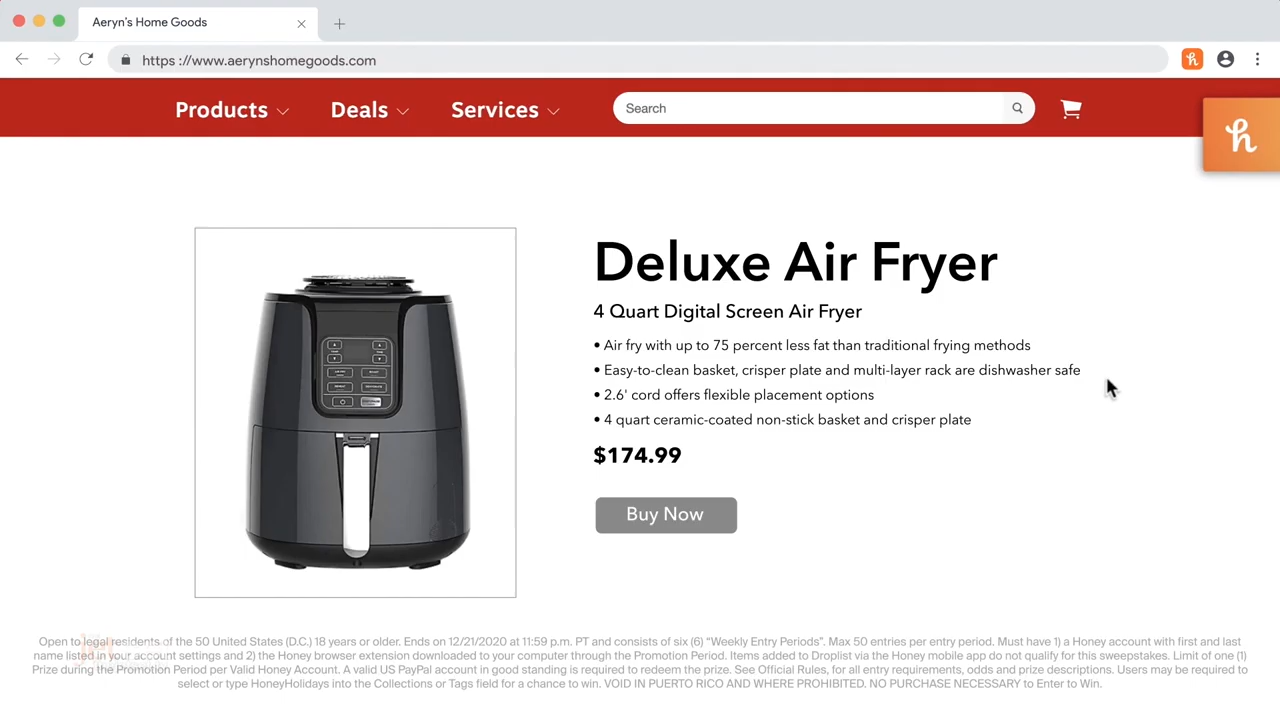 Aeryn's Home Goods
https ://www.aerynshomegoods.com
Products
Deals
Services
Search
Deluxe Air Fryer
4 Quart Digital Screen Air Fryer
• Air fry with up to 75 percent less fat than traditional frying methods
• Easy-to-clean basket, crisper plate and multi-layer rack are dishwasher safe
• 2.6' cord offers flexible placement options
• 4 quart ceramic-coated non-stick basket and crisper plate
$174.99
Buy Now
Open to legal residents of the 50 United States (D.C.) 18 years or older. Ends on 12/21/2020 at 11:59 p.m. PT and consists of six (6) “Weekly Entry Periods”. Max 50 entries per entry period. Must have 1) a Honey account with first and last
name listed in your account settings and 2) the Honey browser extension downloaded to your computer through the Promotion Period. Items added to Droplist via the Honey mobile app do not qualify for this sweepstakes. Limit of one (1)
Prize during the Promotion Period per Valid Honey Account. A valid US PayPal account in good standing is required to redeem the prize. See Official Rules, for all entry requirements, odds and prize descriptions. Users may be required to
select or type HoneyHolidays into the Collections or Tags field for a chance to win. VOID IN PUERTO RICO AND WHERE PROHIBITED. NO PURCHASE NECESSARY to Enter to Win.